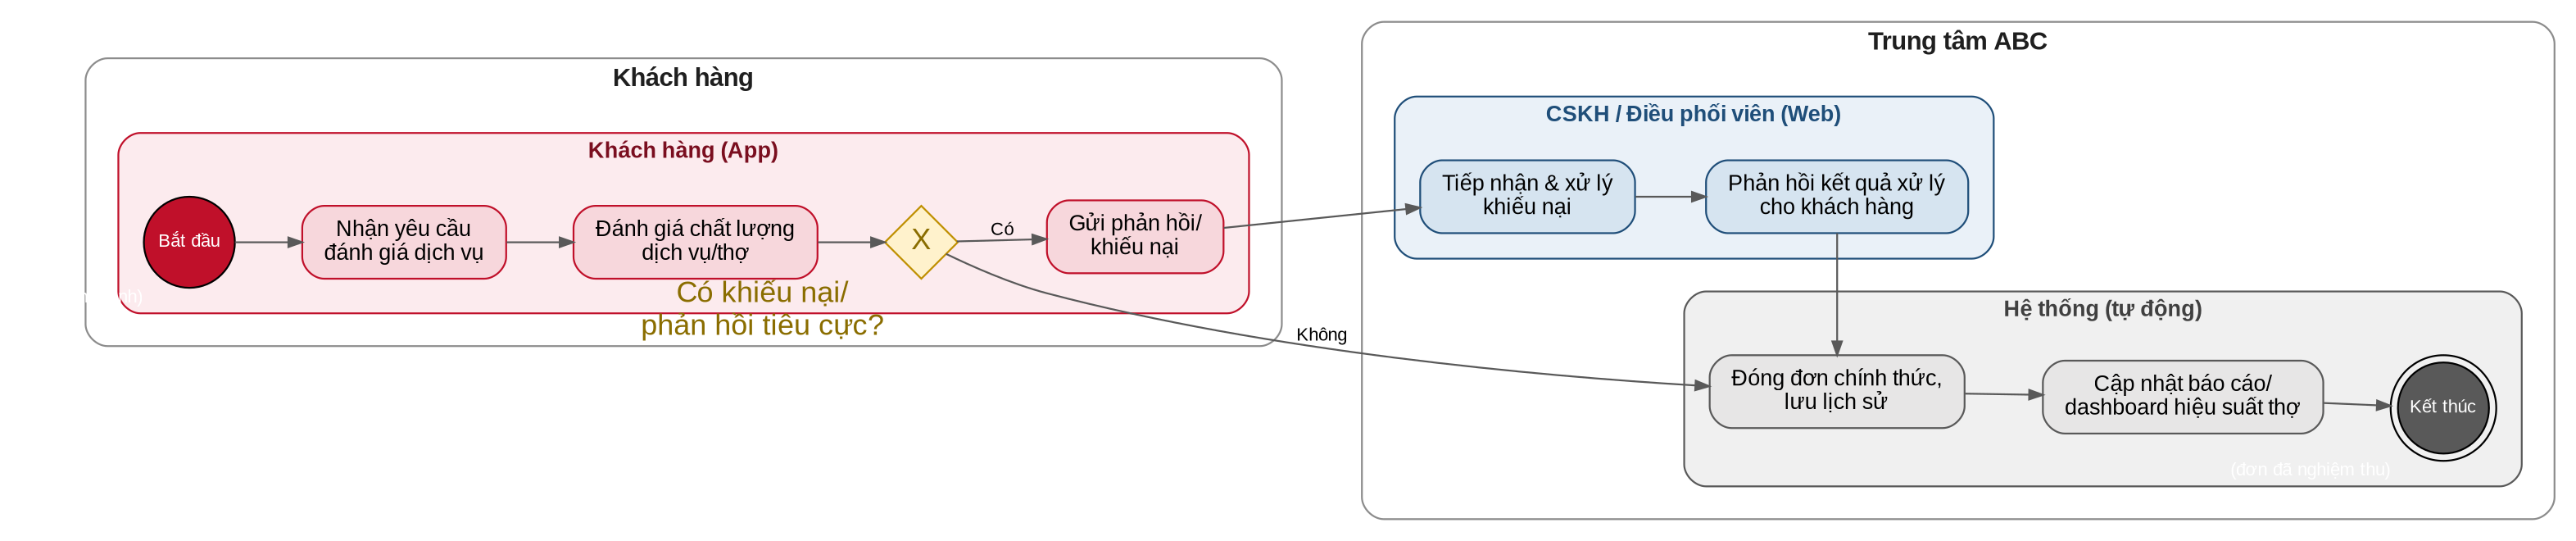 Khách hàng
Khách hàng (App)
Bắt đầu
Nhận yêu cầu
đánh giá dịch vụ
Đánh giá chất lượng
dịch vụ/thợ
X
Có khiếu nại/
phản hồi tiêu cực?
Có
Gửi phản hồi/
khiếu nại
Không
Trung tâm ABC
CSKH / Điều phối viên (Web)
Tiếp nhận & xử lý
khiếu nại
Phản hồi kết quả xử lý
cho khách hàng
Hệ thống (tự động)
Đóng đơn chính thức,
lưu lịch sử
Cập nhật báo cáo/
dashboard hiệu suất thợ
Kết thúc
(đơn đã nghiệm thu)